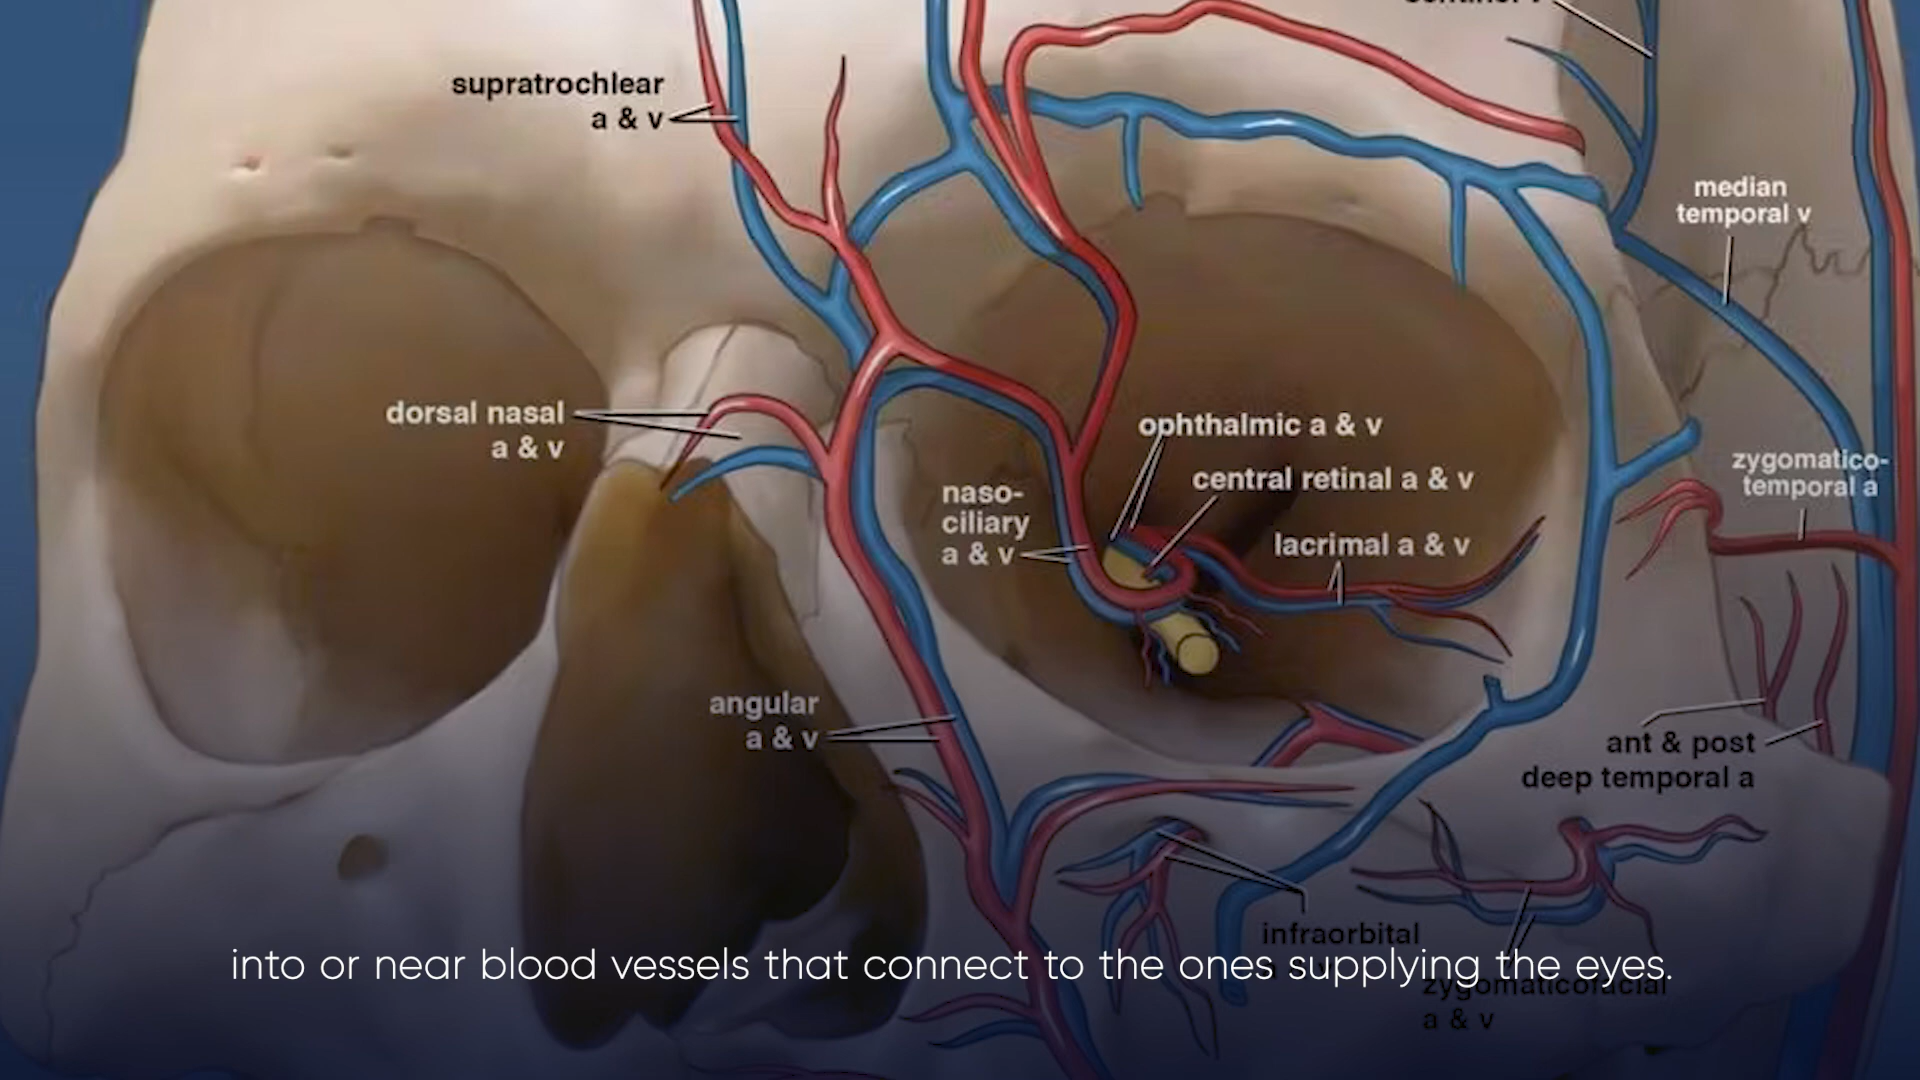 supratrochlear
a & v
median
temporal v
dorsal nasal
a & v
ophthalmic a & v
central retinal a & v
naso-
ciliary
a & v
lacrimal a & v
zygomatico-
temporal a
angular
a & v
ant & post
deep temporal a
infraorbital
into or near blood vessels that connect to the ones supplying the eyes.
zygomaticofacial
a & v